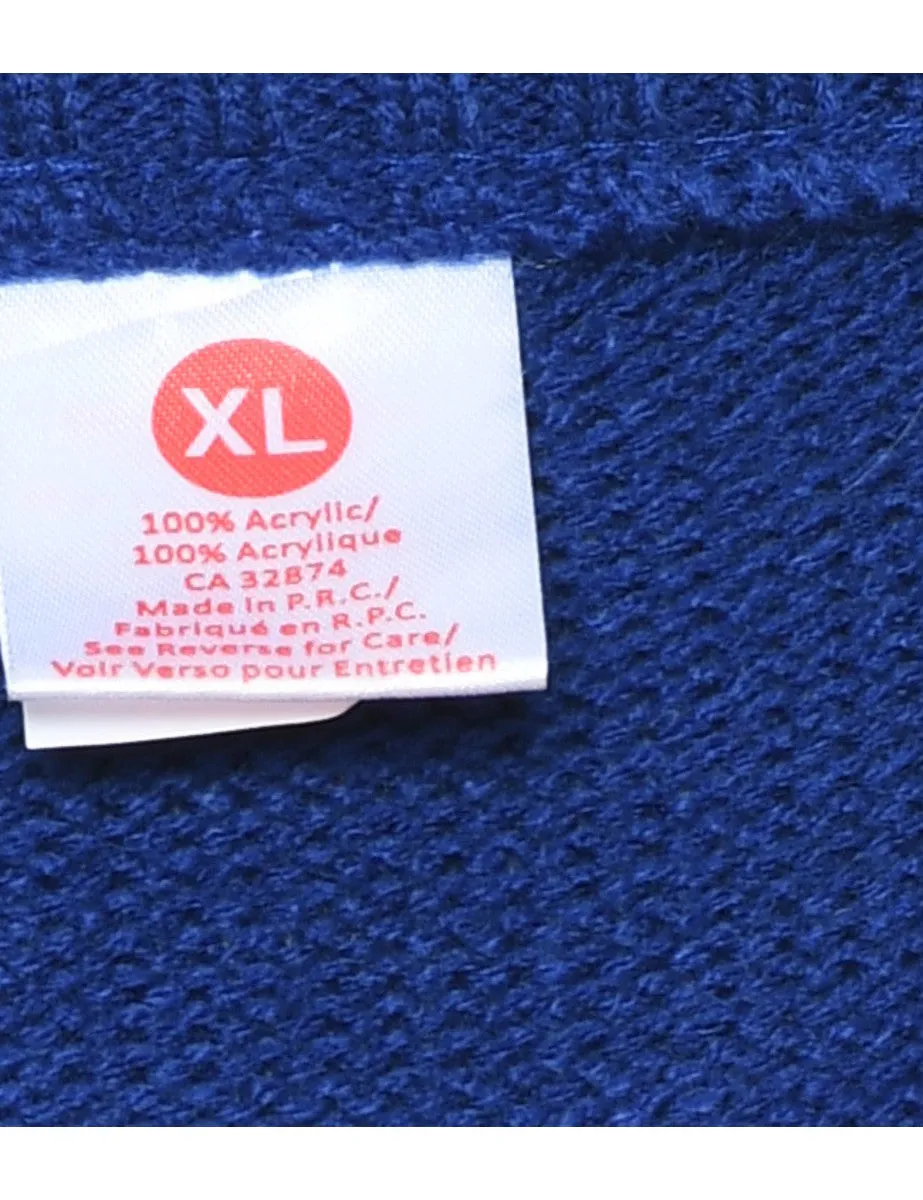 XL
100% Acrylic/
100% Acrylique
CA 32874
Made in P.R.C./
Fabriqué en R.P.C.
See Reverse for Care/
Voir Verso pour Entretien